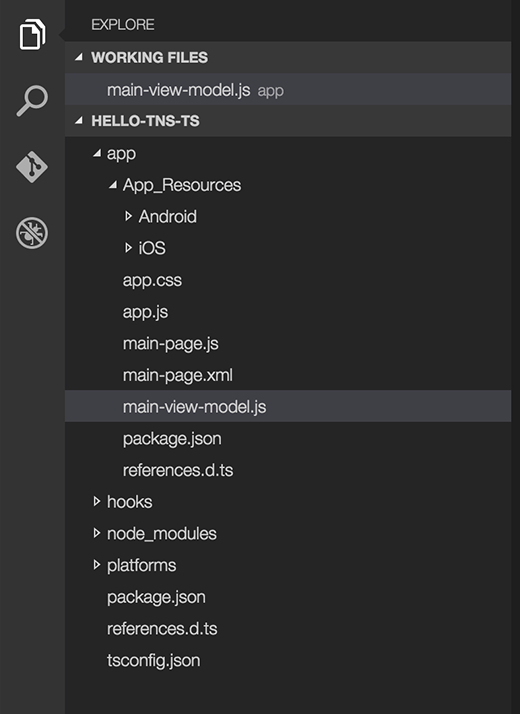 EXPLORE
WORKING FILES
main-view-model.js app
HELLO-TNS-TS
app
App_Resources
Android
iOS
app.css
app.js
main-page.js
main-page.xml
main-view-model.js
package.json
references.d.ts
hooks
node_modules
platforms
package.json
references.d.ts
tsconfig.json